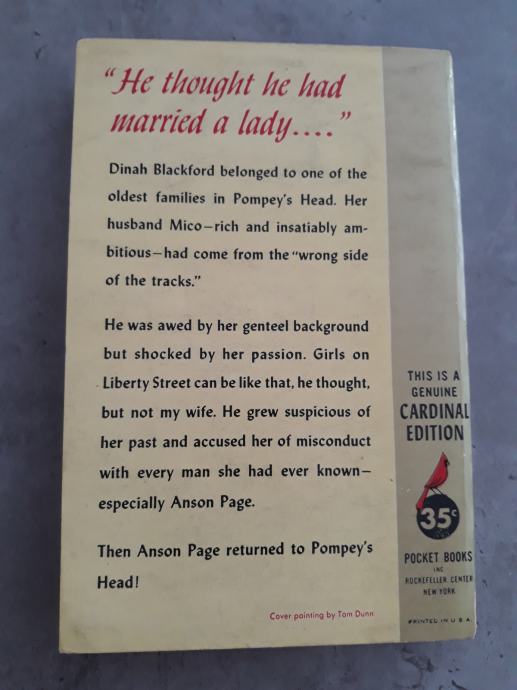 "He thought he had
married a lady...."
Dinah Blackford belonged to one of the
oldest families in Pompey's Head. Her
husband Mico—rich and insatiably am-
bitious—had come from the "wrong side
of the tracks."
He was awed by her genteel background
but shocked by her passion. Girls on
Liberty Street can be like that, he thought,
but not my wife. He grew suspicious of
her past and accused her of misconduct
with every man she had ever known—
especially Anson Page.
Then Anson Page returned to Pompey's
Head!
Cover painting by Tom Dunn
THIS IS A
GENUINE
CARDINAL
EDITION
35¢
POCKET BOOKS
INC
ROCKEFELLER CENTER
NEW YORK
PRINTED IN U.S.A.